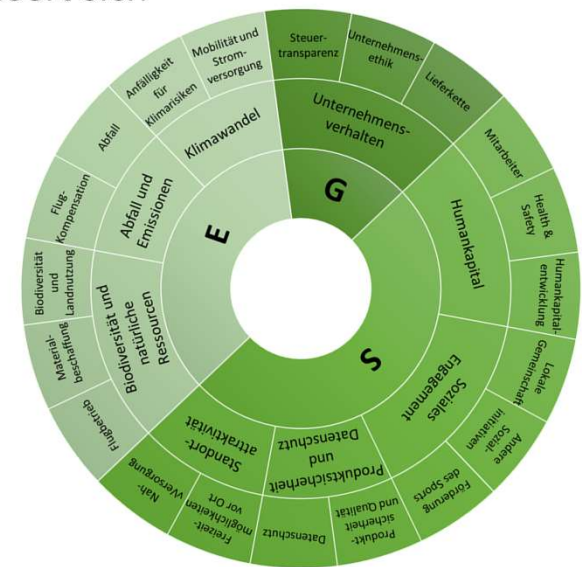 Steuer-
transparenz
Unternehmens-
ethik
Lieferkette
Unternehmens-
verhalten
G
Mitarbeiter
Health &
Safety
Humankapital-
entwicklung
Humankapital
Lokale
Gemeinschaft
Andere
Sozial-
initiativen
Förderung
des Sports
Soziales
Engagement
S
Produkt-
sicherheit
und Qualität
Datenschutz
Produktsicherheit
und
Datenschutz
Freizeit-
möglichkeiten
vor Ort
Nah-
versorgung
Standort-
attraktivität
Flugbetrieb
Material-
beschaffung
Biodiversität
und
Landnutzung
Biodiversität und
natürliche
Ressourcen
E
Flug-
Kompensation
Abfall
Abfall und
Emissionen
Anfälligkeit
für
Klimarisiken
Mobilität und
Strom-
versorgung
Klimawandel